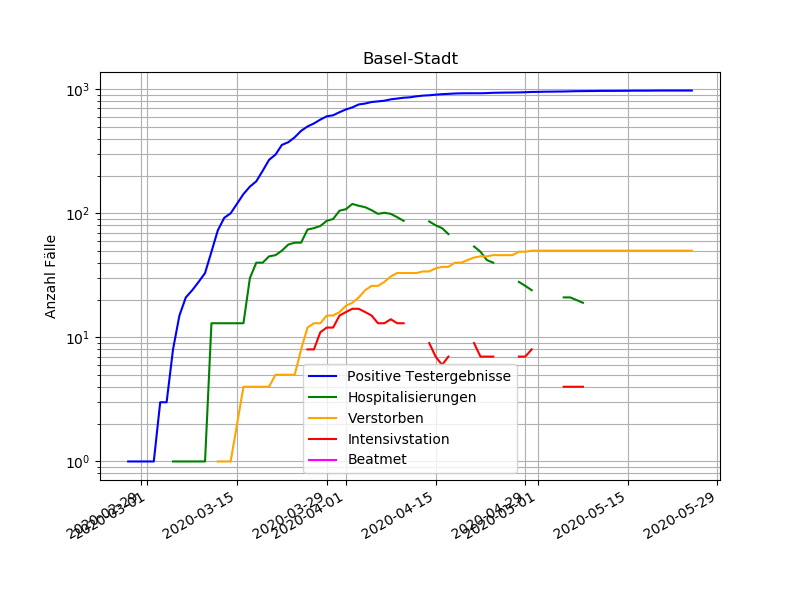 Basel-Stadt
Anzahl Fälle
10³
10²
10¹
10⁰
Positive Testergebnisse
Hospitalisierungen
Verstorben
Intensivstation
Beatmet
2020-03-01
2020-03-15
2020-03-29
2020-04-01
2020-04-15
2020-04-29
2020-05-01
2020-05-15
2020-05-29